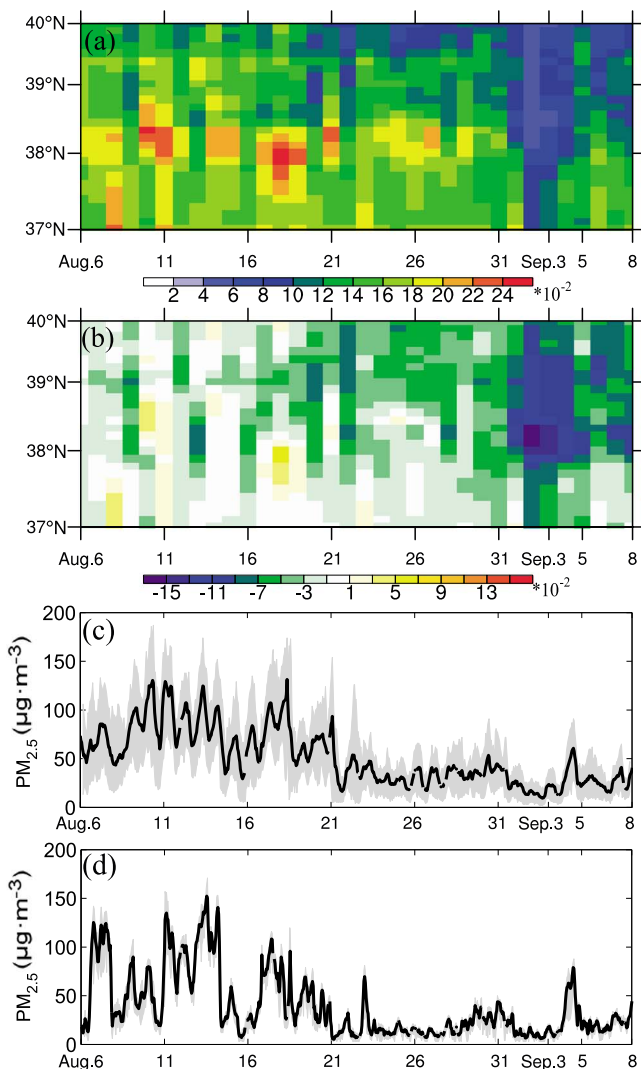 (a)
40°N
39°N
38°N
37°N
Aug.6 11 16 21 26 31 Sep.3 5 8
2 4 6 8 10 12 14 16 18 20 22 24 *10-2
(b)
40°N
39°N
38°N
37°N
Aug.6 11 16 21 26 31 Sep.3 5 8
-15 -11 -7 -3 1 5 9 13 *10-2
(c)
PM2.5 (µg·m-3)
200
150
100
50
0
Aug.6 11 16 21 26 31 Sep.3 5 8
(d)
PM2.5 (µg·m-3)
200
150
100
50
0
Aug.6 11 16 21 26 31 Sep.3 5 8